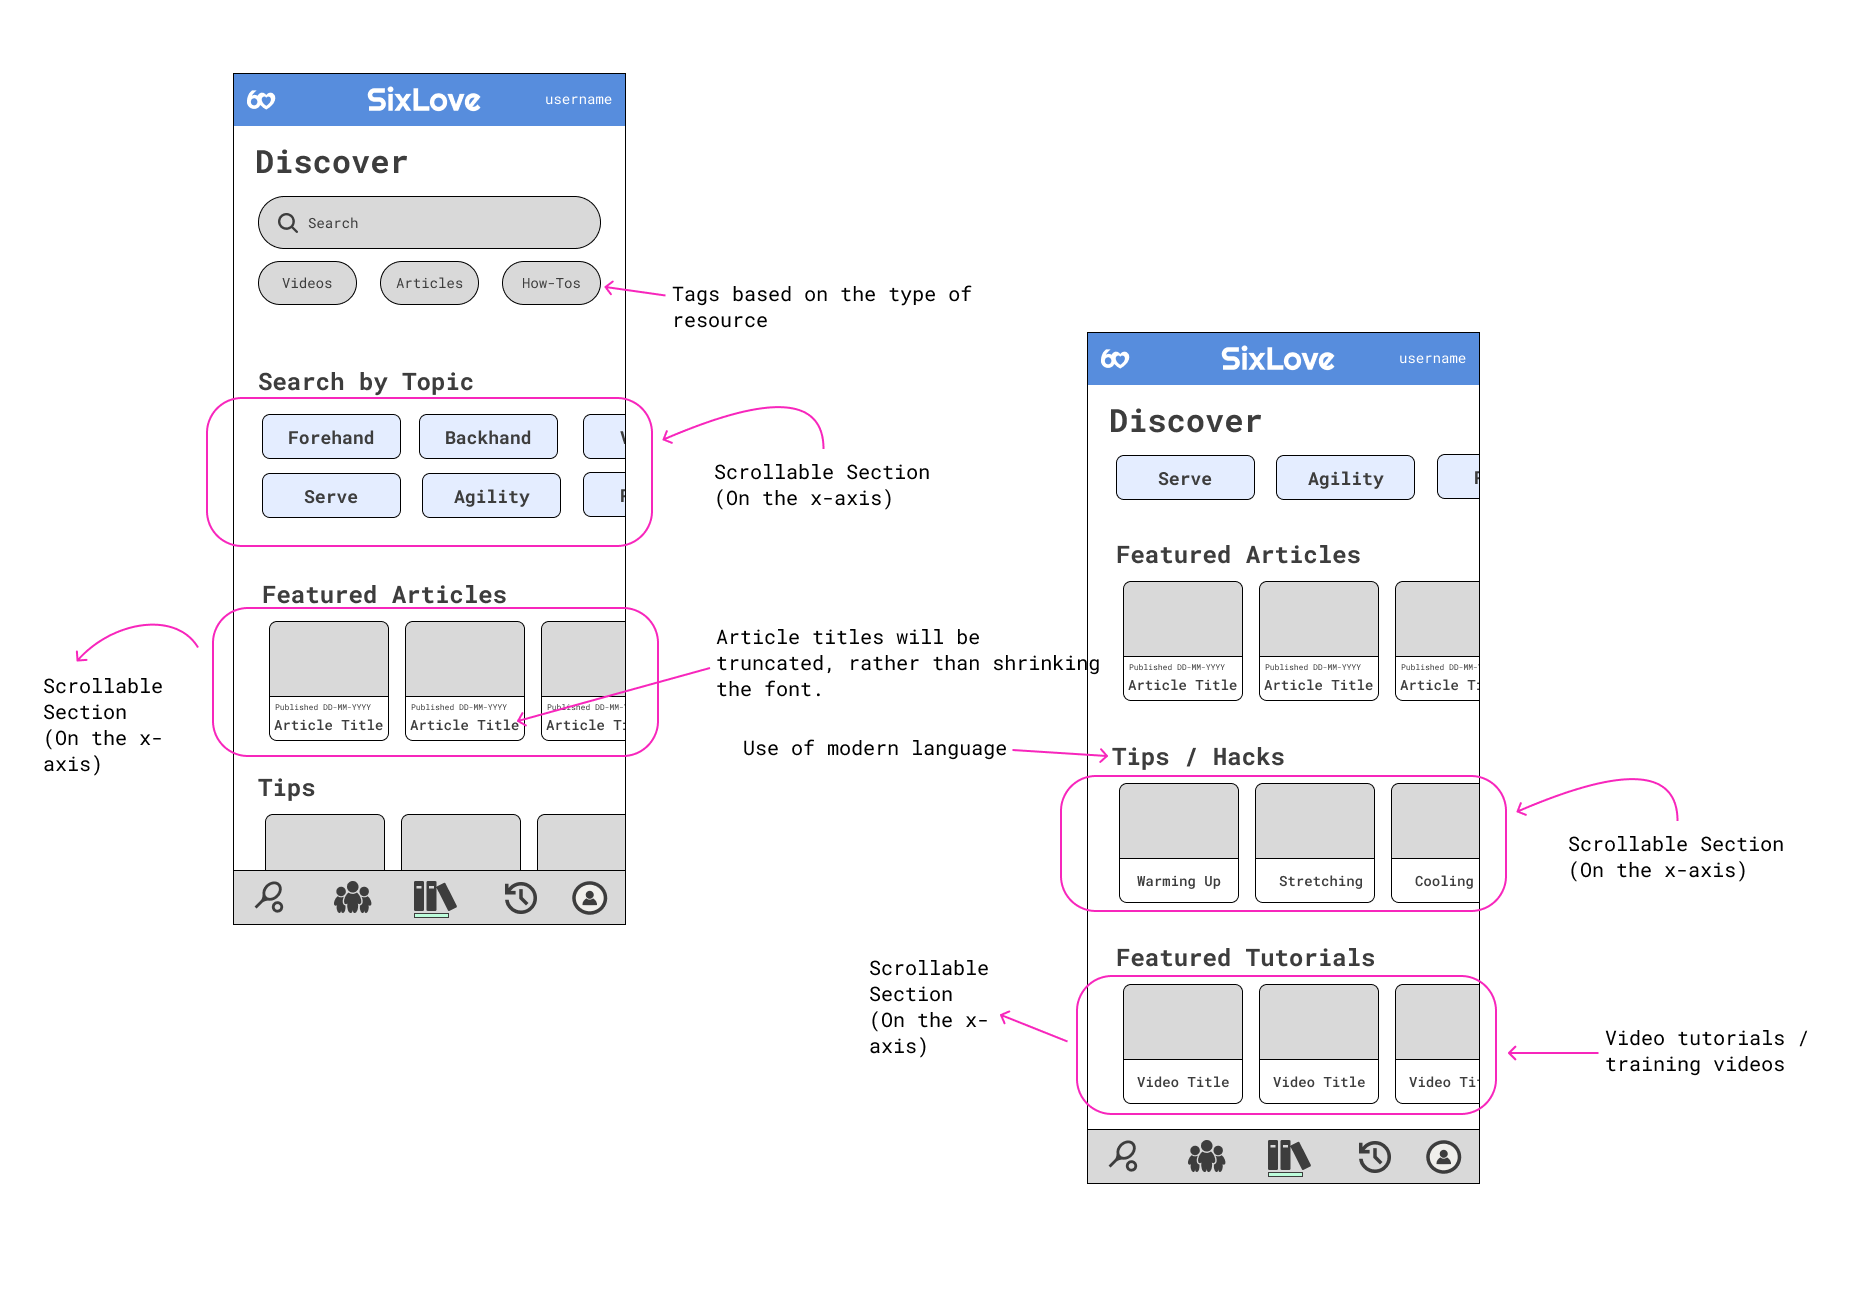 SixLove
username
Discover
Search
Videos
Articles
How-Tos
Tags based on the type of
resource
Search by Topic
Forehand
Backhand
Serve
Agility
Scrollable Section
(On the x-axis)
Featured Articles
Published DD-MM-YYYY
Article Title
Published DD-MM-YYYY
Article Title
Published DD-MM-
Article Ti
Scrollable
Section
(On the x-
axis)
Article titles will be
truncated, rather than shrinking
the font.
Tips
SixLove
username
Discover
Serve
Agility
Featured Articles
Published DD-MM-YYYY
Article Title
Published DD-MM-YYYY
Article Title
Published DD-MM-
Article Ti
Use of modern language
Tips / Hacks
Warming Up
Stretching
Cooling
Scrollable Section
(On the x-axis)
Featured Tutorials
Scrollable
Section
(On the x-
axis)
Video Title
Video Title
Video Tit
Video tutorials /
training videos